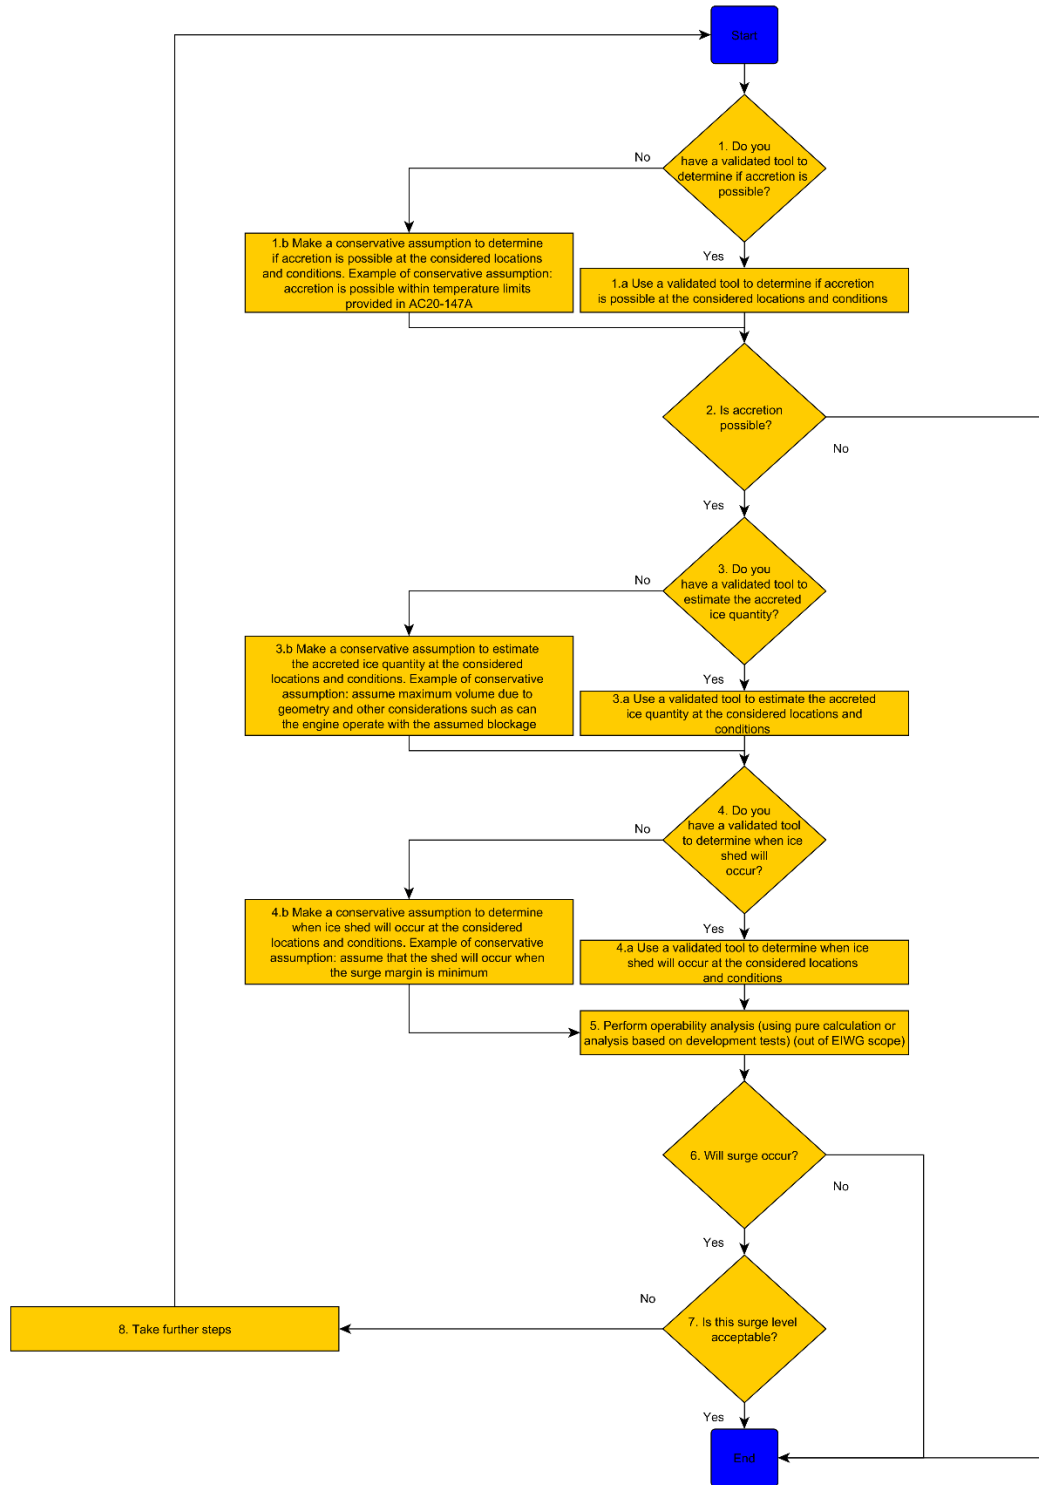 Start
1. Do you
have a validated tool to
determine if accretion is
possible?
No
Yes
1.b Make a conservative assumption to determine
if accretion is possible at the considered locations
and conditions. Example of conservative assumption:
accretion is possible within temperature limits
provided in AC20-147A
1.a Use a validated tool to determine if accretion
is possible at the considered locations and conditions
2. Is accretion
possible?
No
Yes
3. Do you
have a validated tool to
estimate the accreted
ice quantity?
No
Yes
3.b Make a conservative assumption to estimate
the accreted ice quantity at the considered
locations and conditions. Example of conservative
assumption: assume maximum volume due to
geometry and other considerations such as can
the engine operate with the assumed blockage
3.a Use a validated tool to estimate the accreted
ice quantity at the considered locations and
conditions
4. Do you
have a validated tool
to determine when ice
shed will
occur?
No
Yes
4.b Make a conservative assumption to determine
when ice shed will occur at the considered
locations and conditions. Example of conservative
assumption: assume that the shed will occur when
the surge margin is minimum
4.a Use a validated tool to determine when ice
shed will occur at the considered locations
and conditions
5. Perform operability analysis (using pure calculation or
analysis based on development tests) (out of EIWG scope)
6. Will surge occur?
No
Yes
7. Is this surge level
acceptable?
No
8. Take further steps
Yes
End